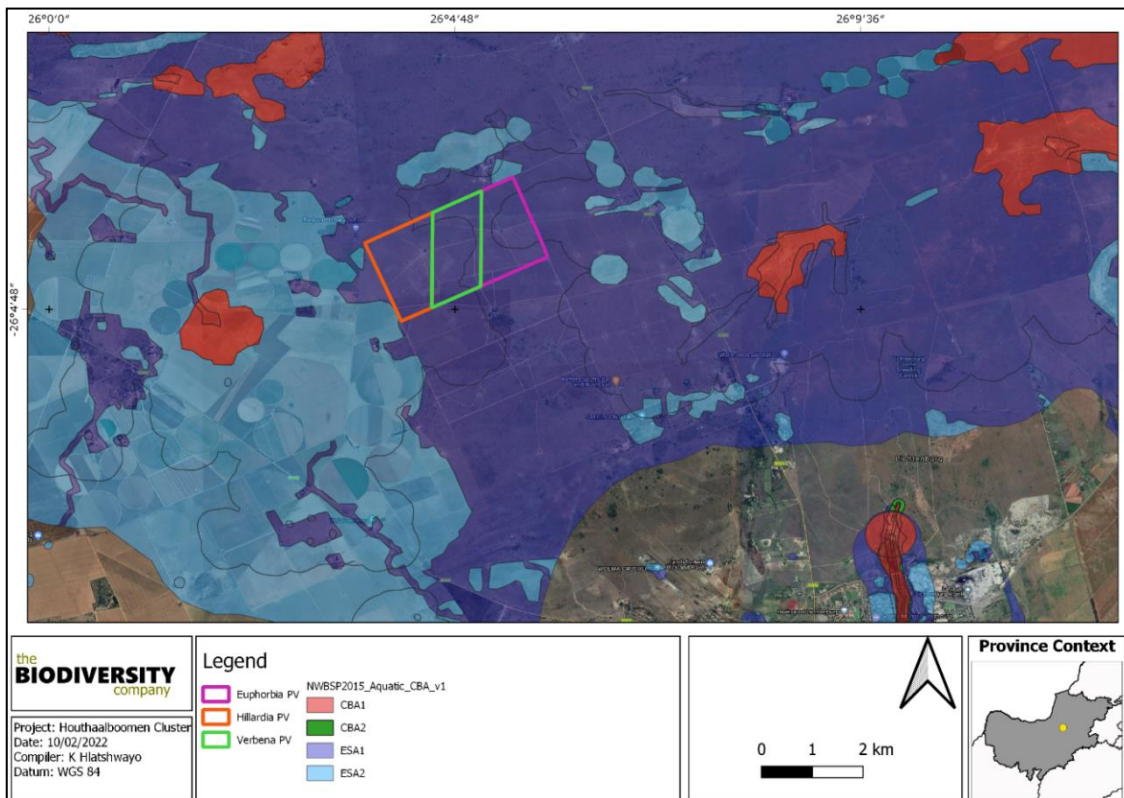 26°0'0"
26°4'48"
26°9'36"
-26°4'48"
the
BIODIVERSITY
company
Project: Houthaalboomen Cluster
Date: 10/02/2022
Compiler: K Hlatshwayo
Datum: WGS 84
Legend
Euphorbia PV
Hillardia PV
Verbena PV
NWBSP2015_Aquatic_CBA_v1
CBA1
CBA2
ESA1
ESA2
0 1 2 km
Province Context